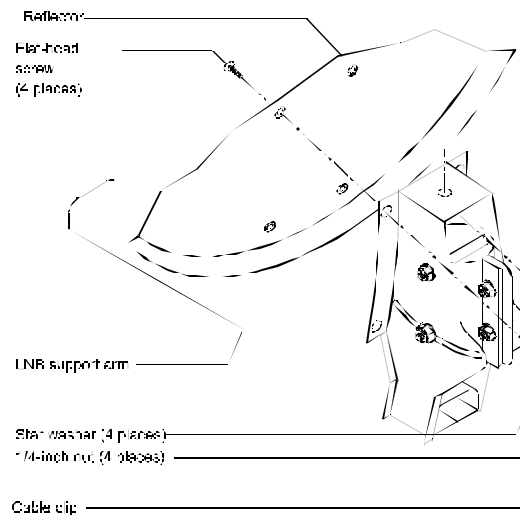 Reflector
Flat-head
screw
(4 places)
LNB support arm
Star washer (4 places)
1/4-inch nut (4 places)
Cable clip